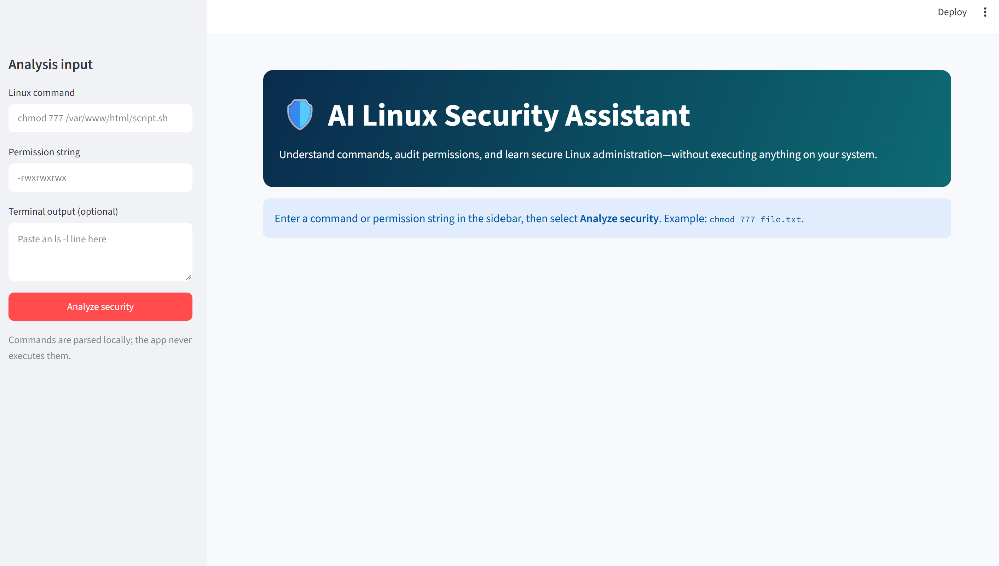 Deploy
Analysis input
Linux command
chmod 777 /var/www/html/script.sh
Permission string
-rwxrwxrwx
Terminal output (optional)
Paste an ls -l line here
Analyze security
Commands are parsed locally; the app never
executes them.
AI Linux Security Assistant
Understand commands, audit permissions, and learn secure Linux administration—without executing anything on your system.
Enter a command or permission string in the sidebar, then select Analyze security. Example: chmod 777 file.txt.